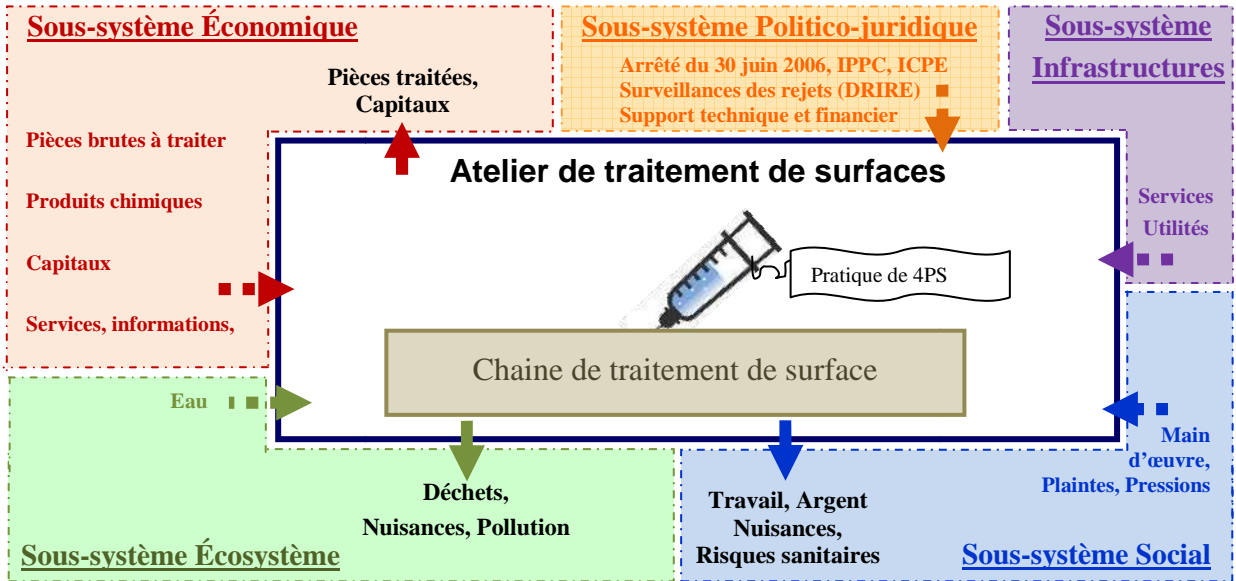 Sous-système Économique
Pièces traitées,
Capitaux
Pièces brutes à traiter
Produits chimiques
Capitaux
Services, informations,
Sous-système Politico-juridique
Arrêté du 30 juin 2006, IPPC, ICPE
Surveillances des rejets (DRIRE)
Support technique et financier
Sous-système
Infrastructures
Services
Utilités
Atelier de traitement de surfaces
Pratique de 4PS
Chaine de traitement de surface
Eau
Déchets,
Nuisances, Pollution
Sous-système Écosystème
Travail, Argent
Nuisances,
Risques sanitaires
Main
d'œuvre,
Plaintes, Pressions
Sous-système Social